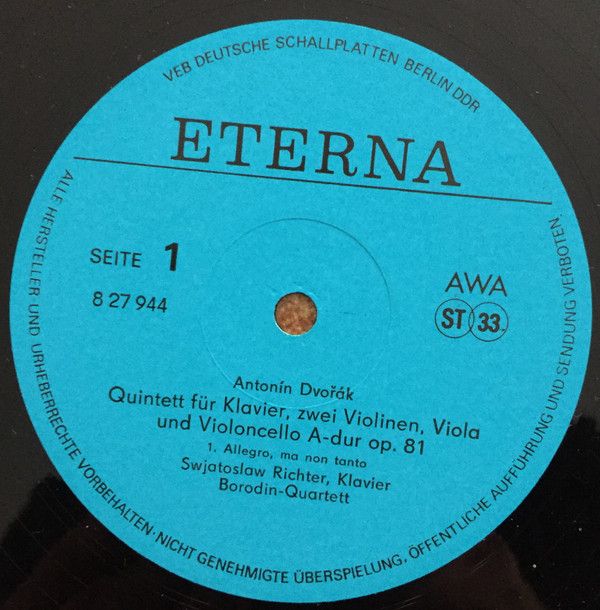 VEB DEUTSCHE SCHALLPLATTEN BERLIN DDR
ETERNA
SEITE 1
8 27 944
AWA
ST 33
Antonín Dvořák
Quintett für Klavier, zwei Violinen, Viola
und Violoncello A-dur op. 81
1. Allegro, ma non tanto
Swjatoslaw Richter, Klavier
Borodin-Quartett
ALLE HERSTELLER UND URHEBERRECHTE VORBEHALTEN · NICHT GENEHMIGTE ÜBERSPIELUNG, ÖFFENTLICHE AUFFÜHRUNG UND SENDUNG VERBOTEN.